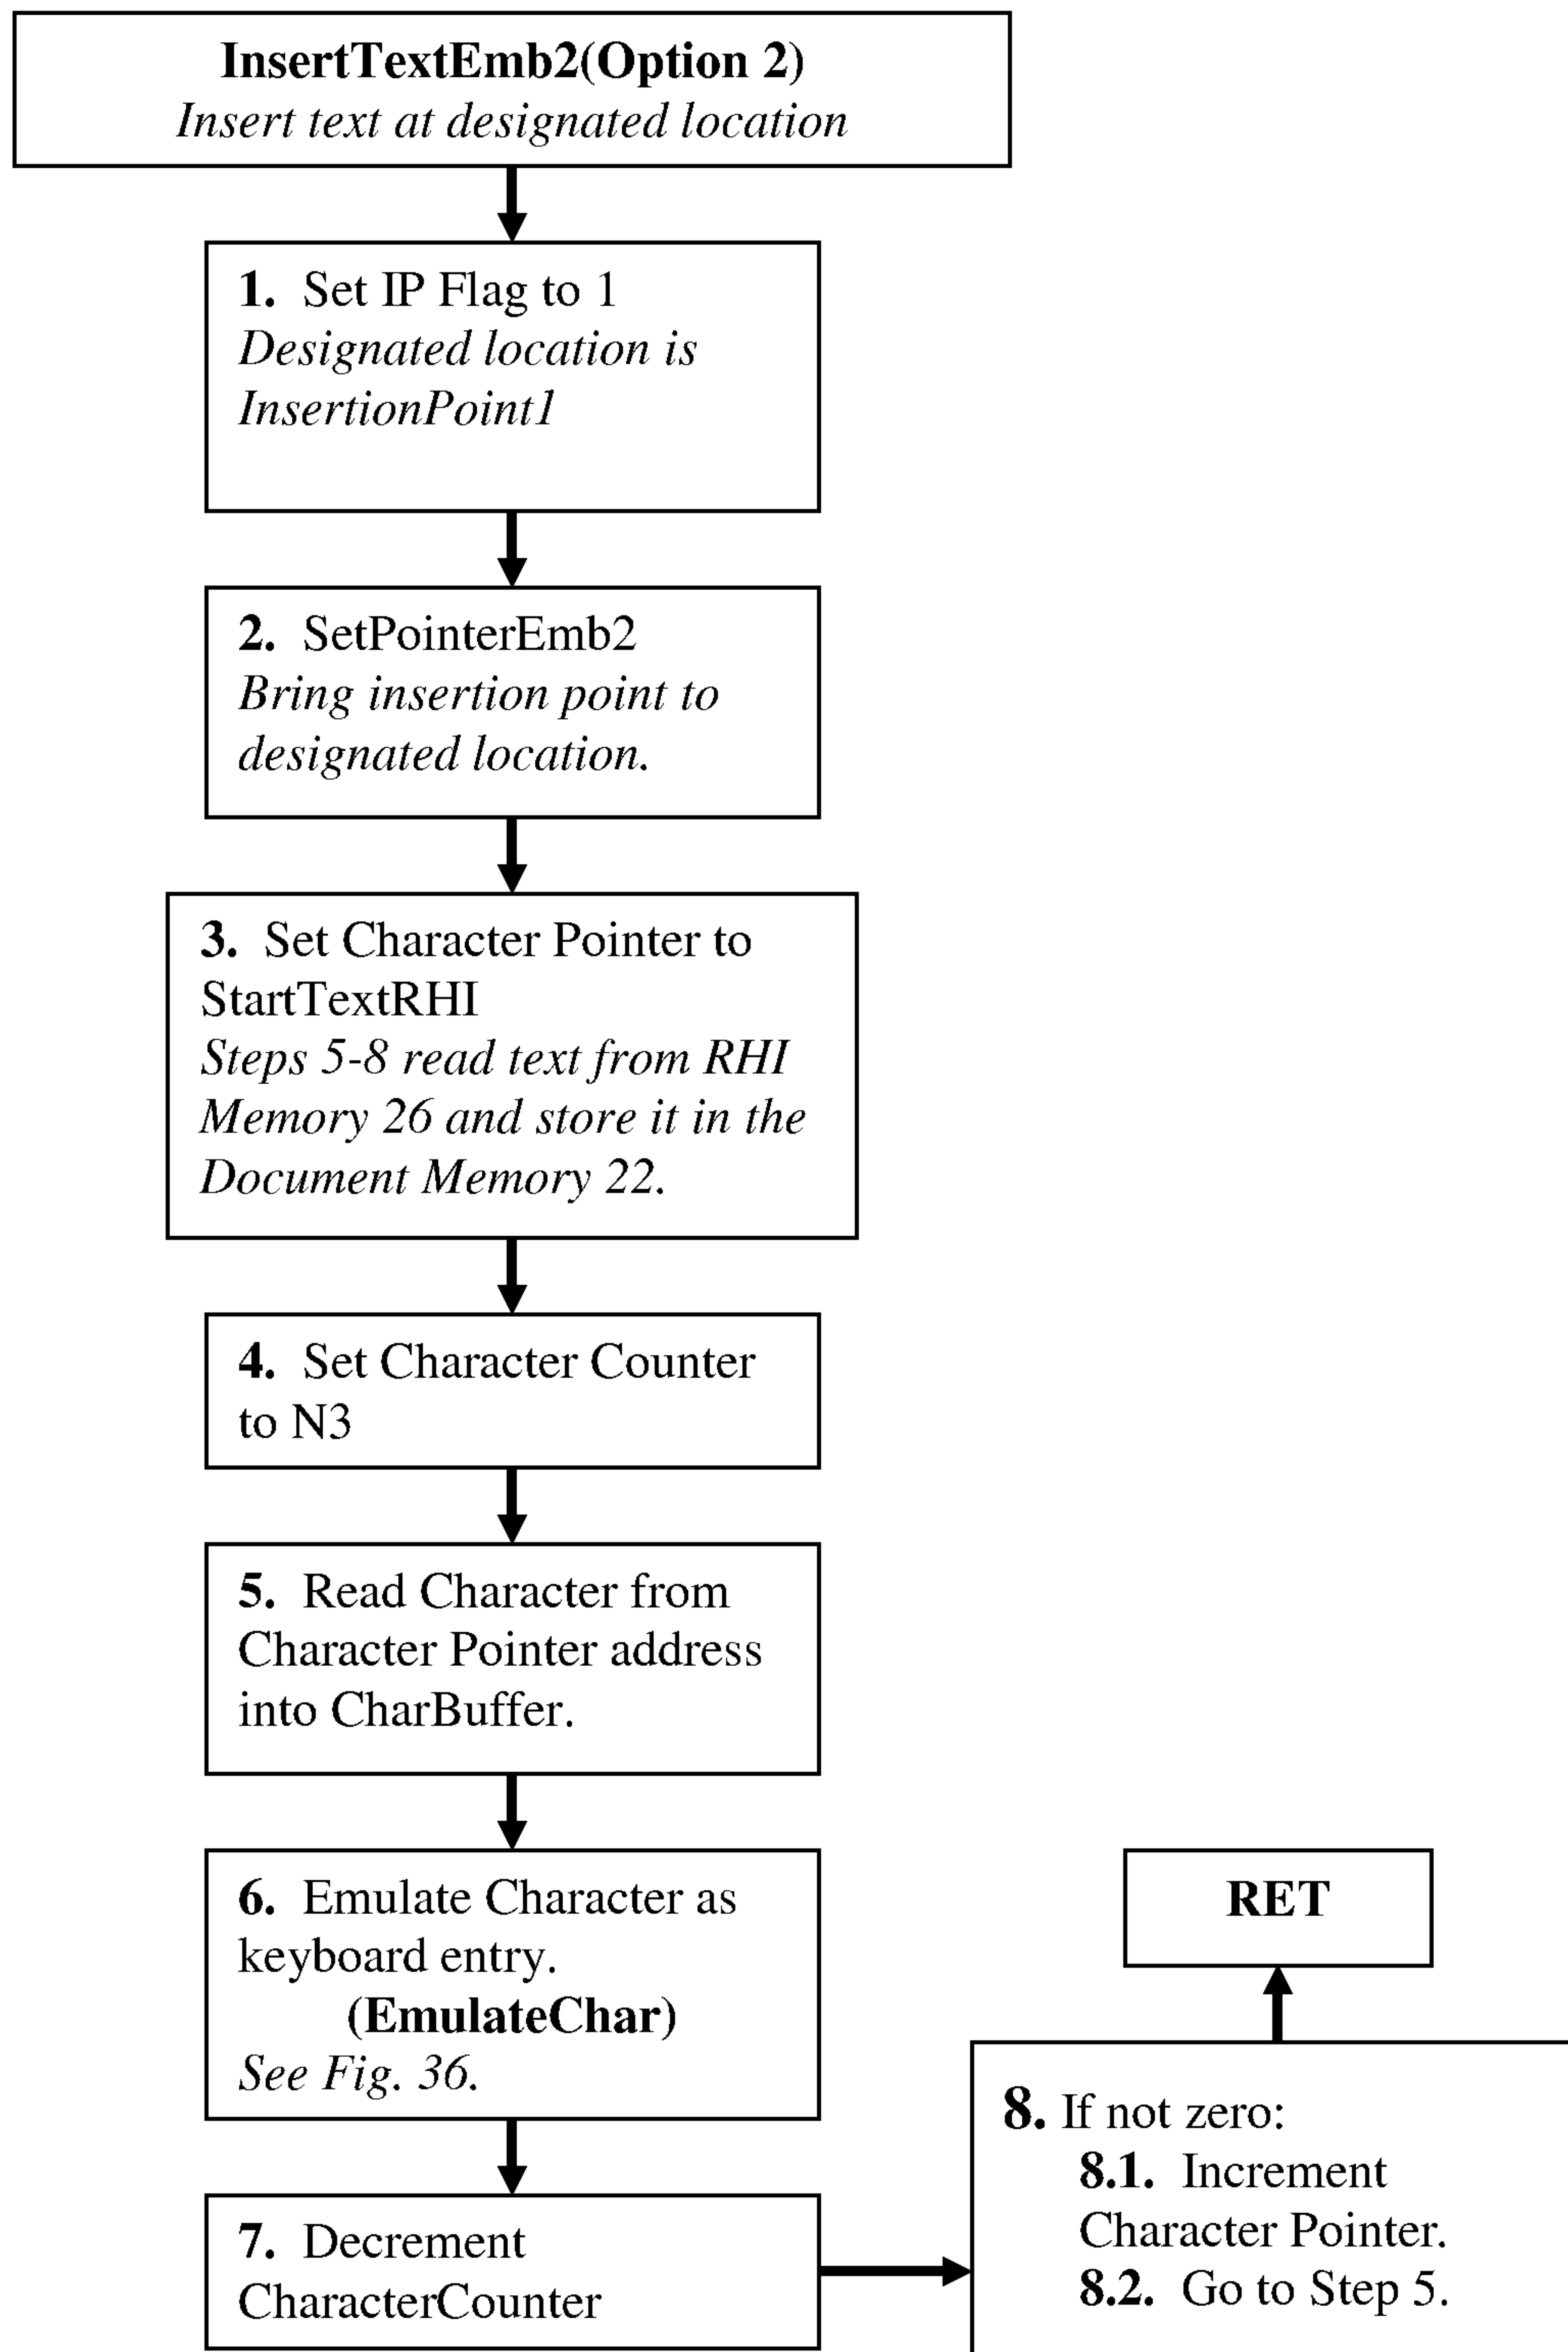 InsertTextEmb2(Option 2)
Insert text at designated location
1. Set IP Flag to 1
Designated location is
InsertionPoint1
2. SetPointerEmb2
Bring insertion point to
designated location.
3. Set Character Pointer to
StartTextRHI
Steps 5-8 read text from RHI
Memory 26 and store it in the
Document Memory 22.
4. Set Character Counter
to N3
5. Read Character from
Character Pointer address
into CharBuffer.
6. Emulate Character as
keyboard entry.
(EmulateChar)
See Fig. 36.
7. Decrement
CharacterCounter
8. If not zero:
8.1. Increment
Character Pointer.
8.2. Go to Step 5.
RET